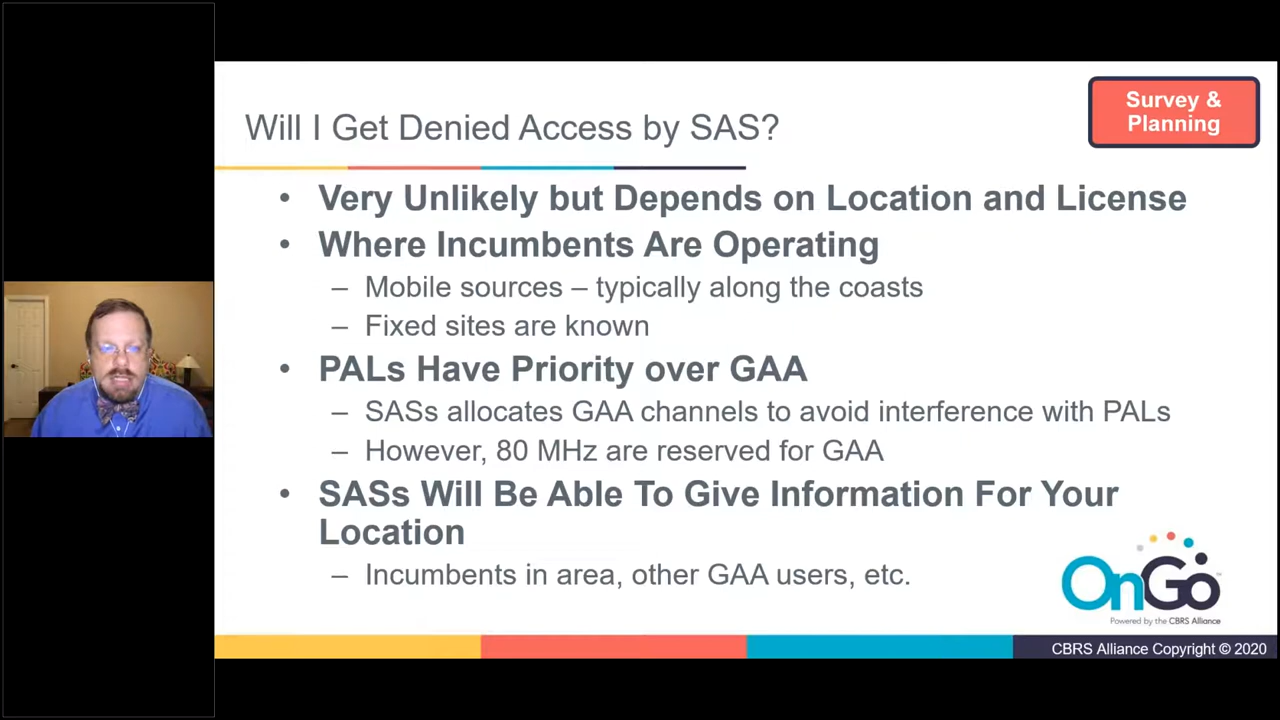 Will I Get Denied Access by SAS?
Survey &
Planning
• Very Unlikely but Depends on Location and License
• Where Incumbents Are Operating
– Mobile sources – typically along the coasts
– Fixed sites are known
• PALs Have Priority over GAA
– SASs allocates GAA channels to avoid interference with PALs
– However, 80 MHz are reserved for GAA
• SASs Will Be Able To Give Information For Your
Location
– Incumbents in area, other GAA users, etc.
OnGo
Powered by the CBRS Alliance
CBRS Alliance Copyright © 2020